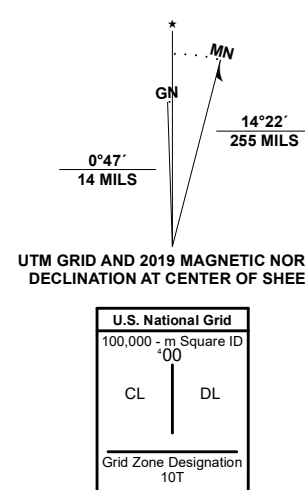 ★
MN
GN
14°22´
255 MILS
0°47´
14 MILS
UTM GRID AND 2019 MAGNETIC NOR
DECLINATION AT CENTER OF SHEE
U.S. National Grid
100,000 - m Square ID
⁴00
CL DL
Grid Zone Designation
10T